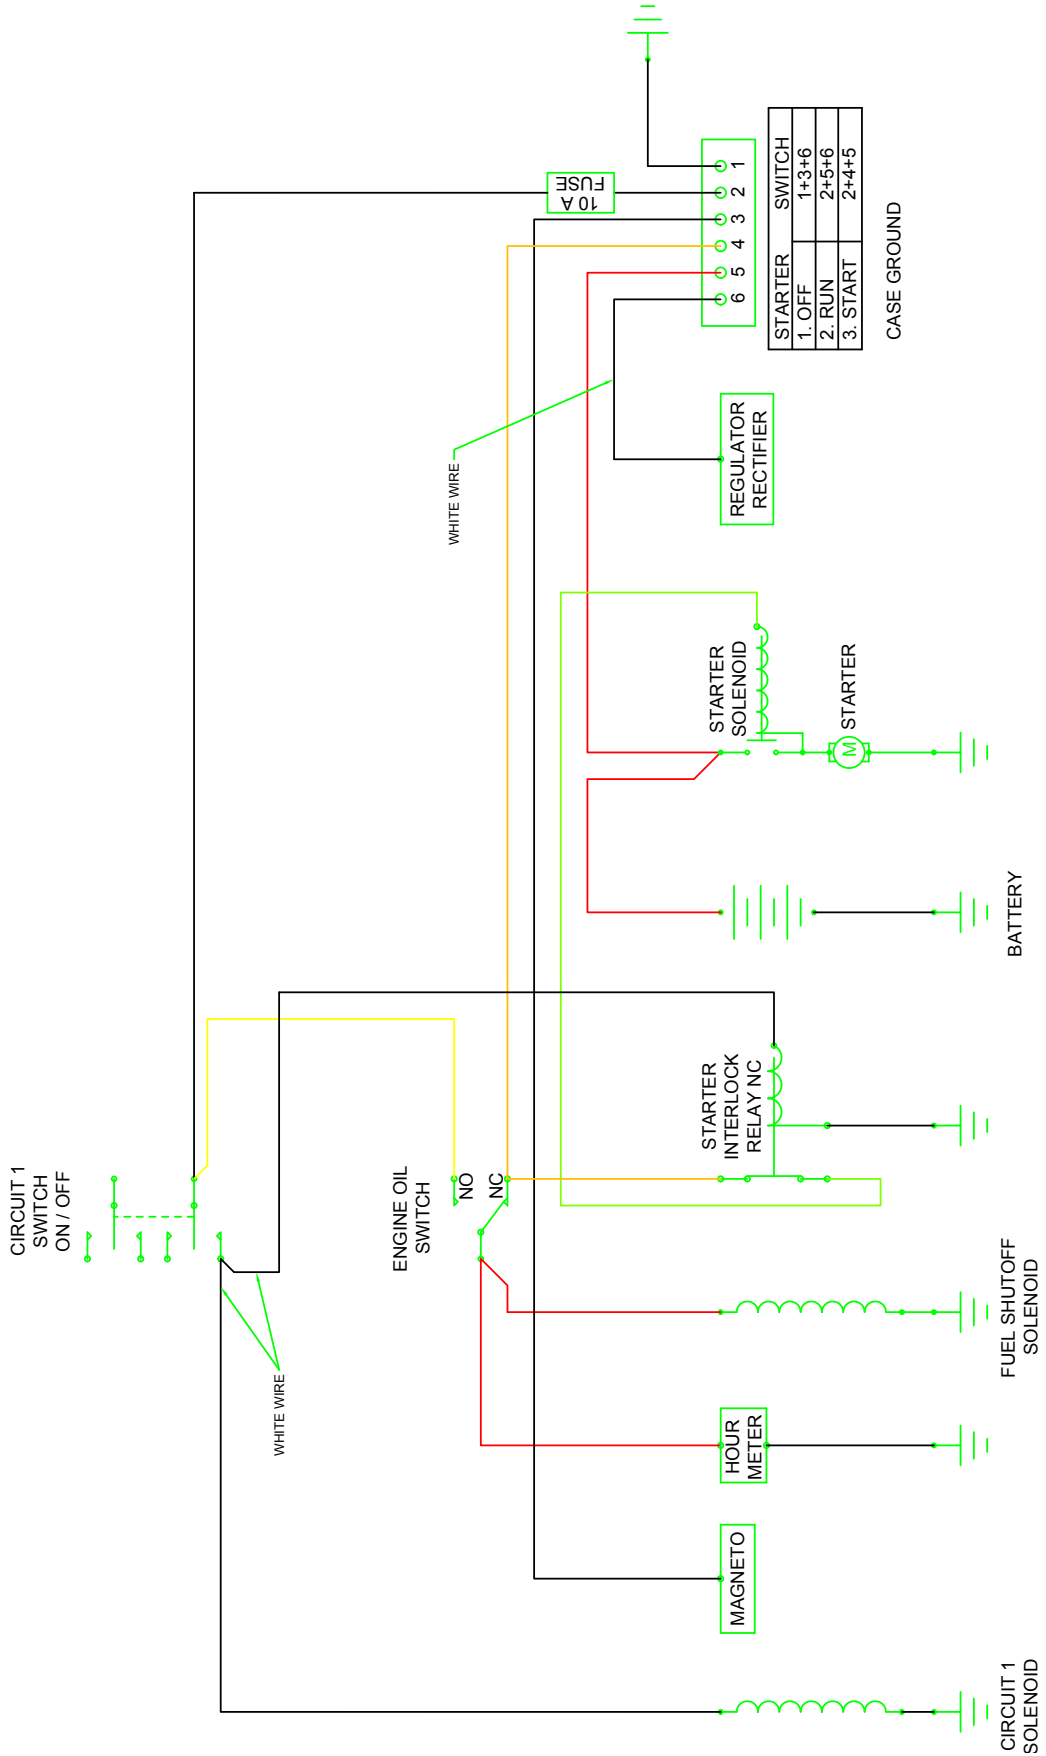 CIRCUIT 1
SWITCH
ON / OFF
WHITE WIRE
ENGINE OIL
SWITCH
NO
NC
WHITE WIRE
10 A
FUSE
CIRCUIT 1
SOLENOID
MAGNETO
HOUR
METER
FUEL SHUTOFF
SOLENOID
STARTER
INTERLOCK
RELAY NC
BATTERY
STARTER
SOLENOID
M
STARTER
REGULATOR
RECTIFIER
6 5 4 3 2 1
STARTER SWITCH
1. OFF 1+3+6
2. RUN 2+5+6
3. START 2+4+5
CASE GROUND